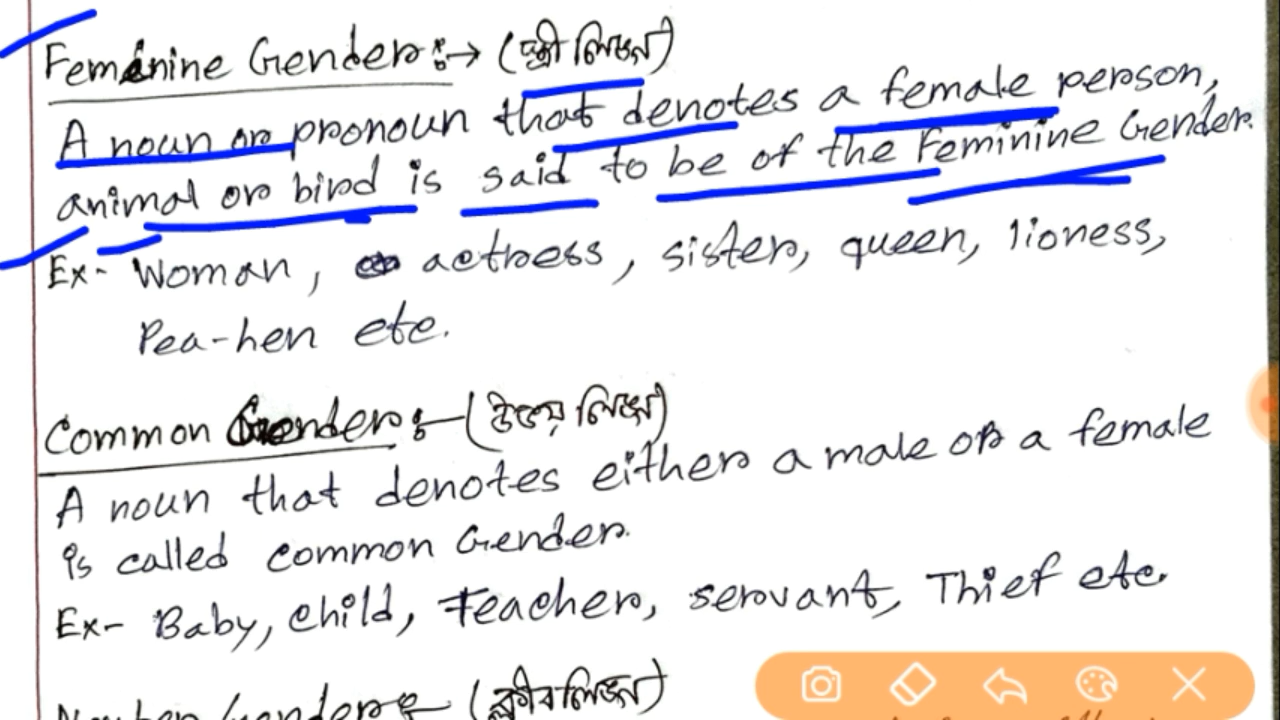 Feminine Gender :→ (স্ত্রী লিঙ্গ)
A noun or pronoun that denotes a female person,
animal or bird is said to be of the Feminine Gender.
Ex- Woman, actress, sister, queen, lioness,
Pea-hen etc.
Common Gender :- (উভয় লিঙ্গ)
A noun that denotes either a male or a female
is called common Gender.
Ex- Baby, child, Teacher, servant, Thief etc.
Neuter Gender :- (ক্লীব লিঙ্গ)